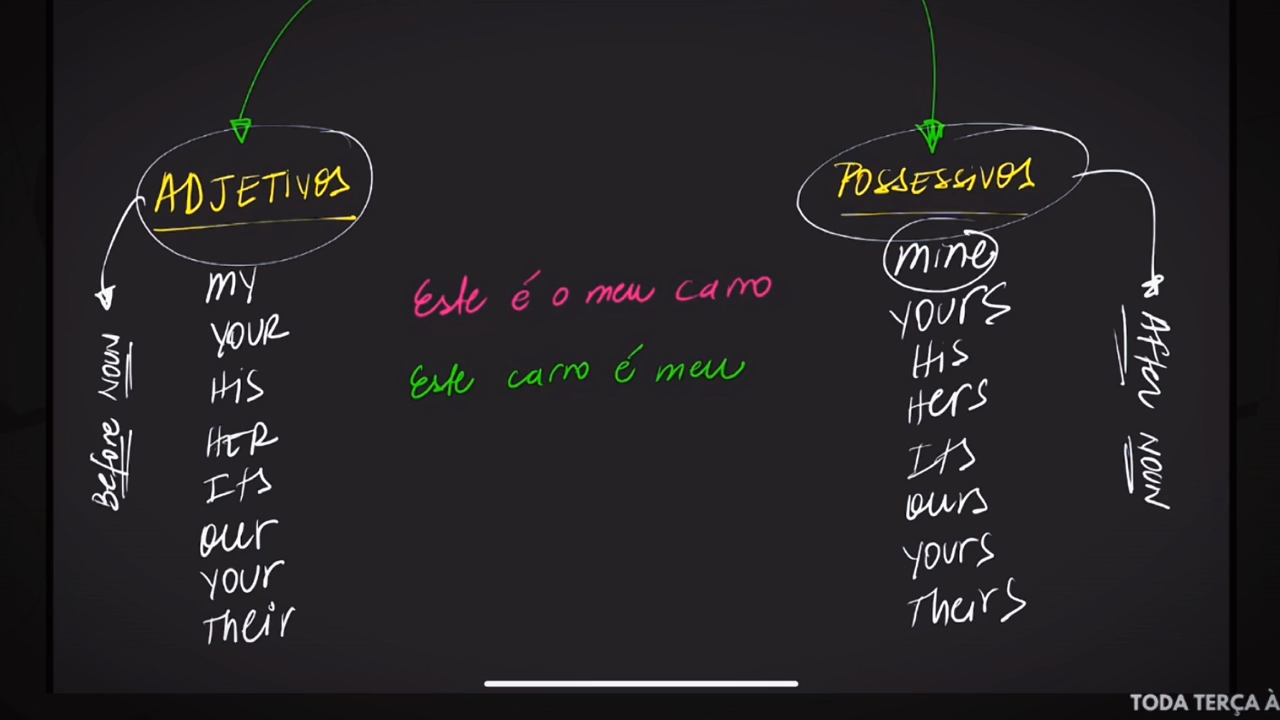 ADJETIVOS
my
YOUR
His
HER
Its
our
your
Their
Before NOUN
Este é o meu carro
Este carro é meu
POSSESSIVOS
mine
yours
His
Hers
Its
ours
yours
Theirs
* After NOUN
TODA TERÇA À